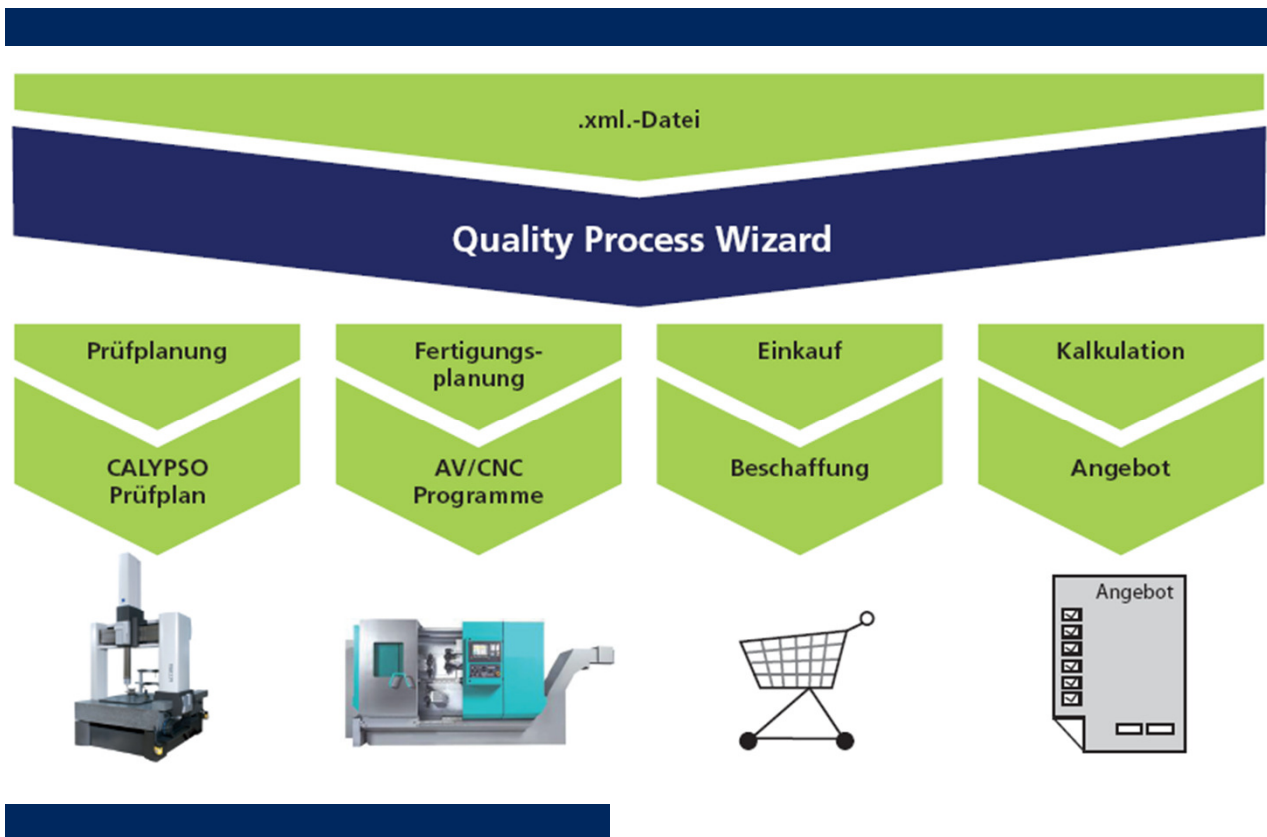 .xml.-Datei
Quality Process Wizard
Prüfplanung
Fertigungs-
planung
Einkauf
Kalkulation
CALYPSO
Prüfplan
AV/CNC
Programme
Beschaffung
Angebot
Angebot